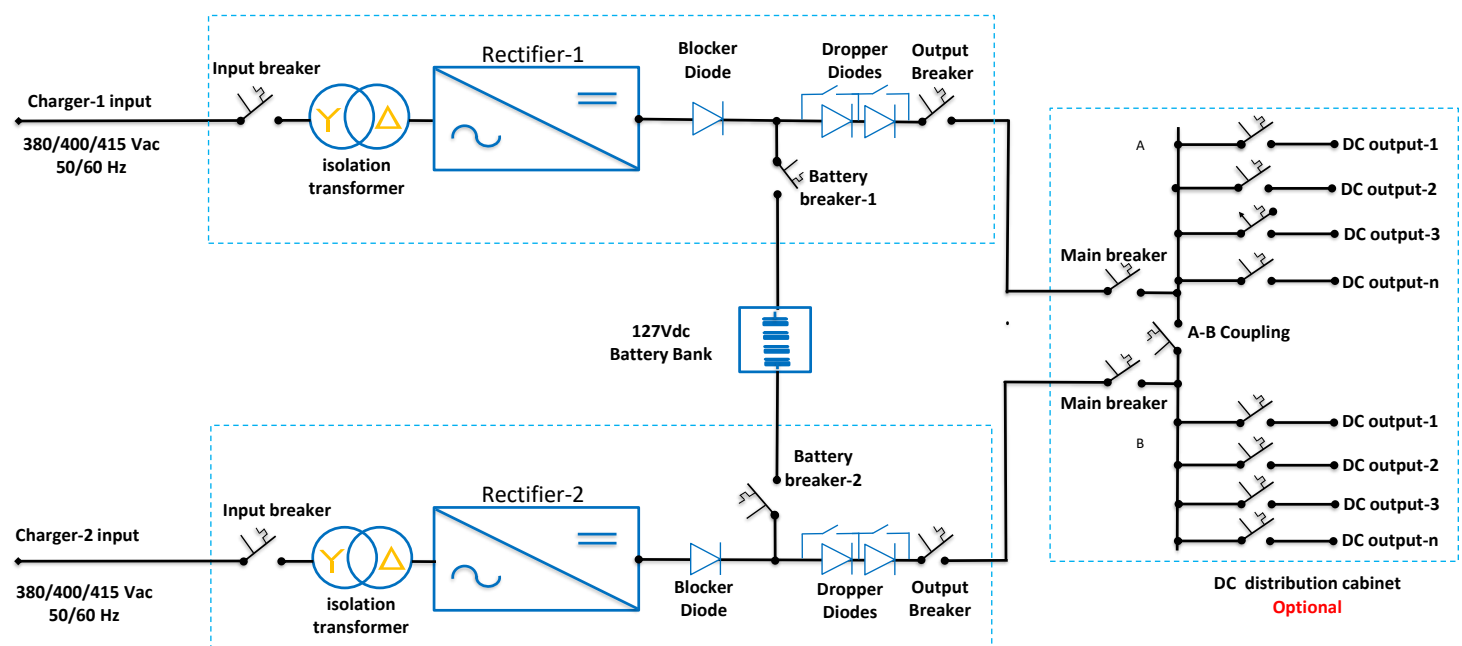 Rectifier-1
Blocker
Diode
Dropper
Diodes
Output
Breaker
Input breaker
Charger-1 input
380/400/415 Vac
50/60 Hz
isolation
transformer
Battery
breaker-1
127Vdc
Battery Bank
Rectifier-2
Battery
breaker-2
Input breaker
Charger-2 input
380/400/415 Vac
50/60 Hz
isolation
transformer
Blocker
Diode
Dropper
Diodes
Output
Breaker
A
DC output-1
DC output-2
DC output-3
DC output-n
Main breaker
A-B Coupling
Main breaker
B
DC output-1
DC output-2
DC output-3
DC output-n
DC distribution cabinet
Optional